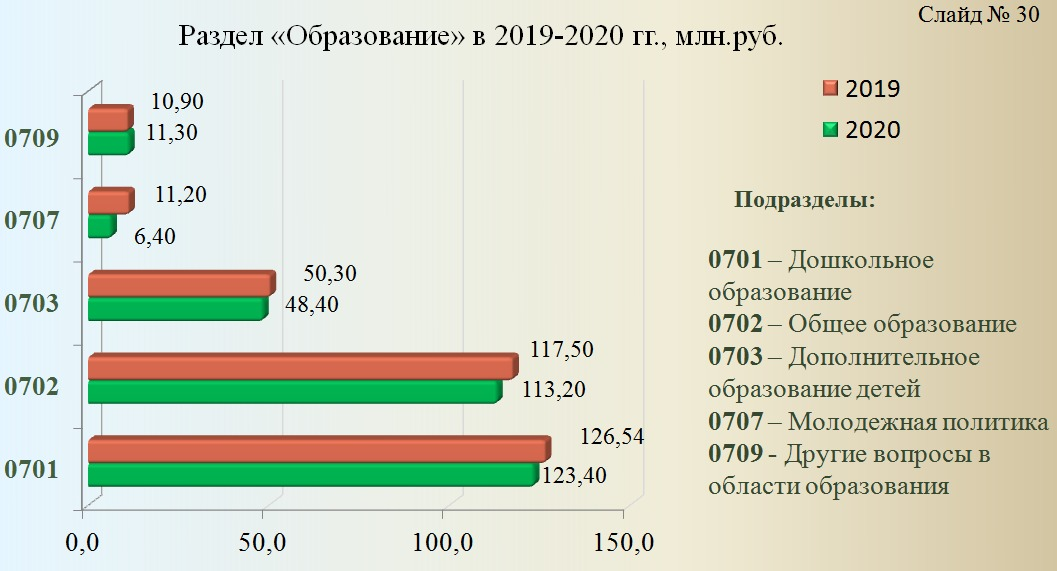 Слайд № 30
Раздел «Образование» в 2019-2020 гг., млн.руб.
2019
2020
0709
10,90
11,30
0707
11,20
6,40
0703
50,30
48,40
0702
117,50
113,20
0701
126,54
123,40
0,0 50,0 100,0 150,0
Подразделы:
0701 – Дошкольное
образование
0702 – Общее образование
0703 – Дополнительное
образование детей
0707 – Молодежная политика
0709 - Другие вопросы в
области образования